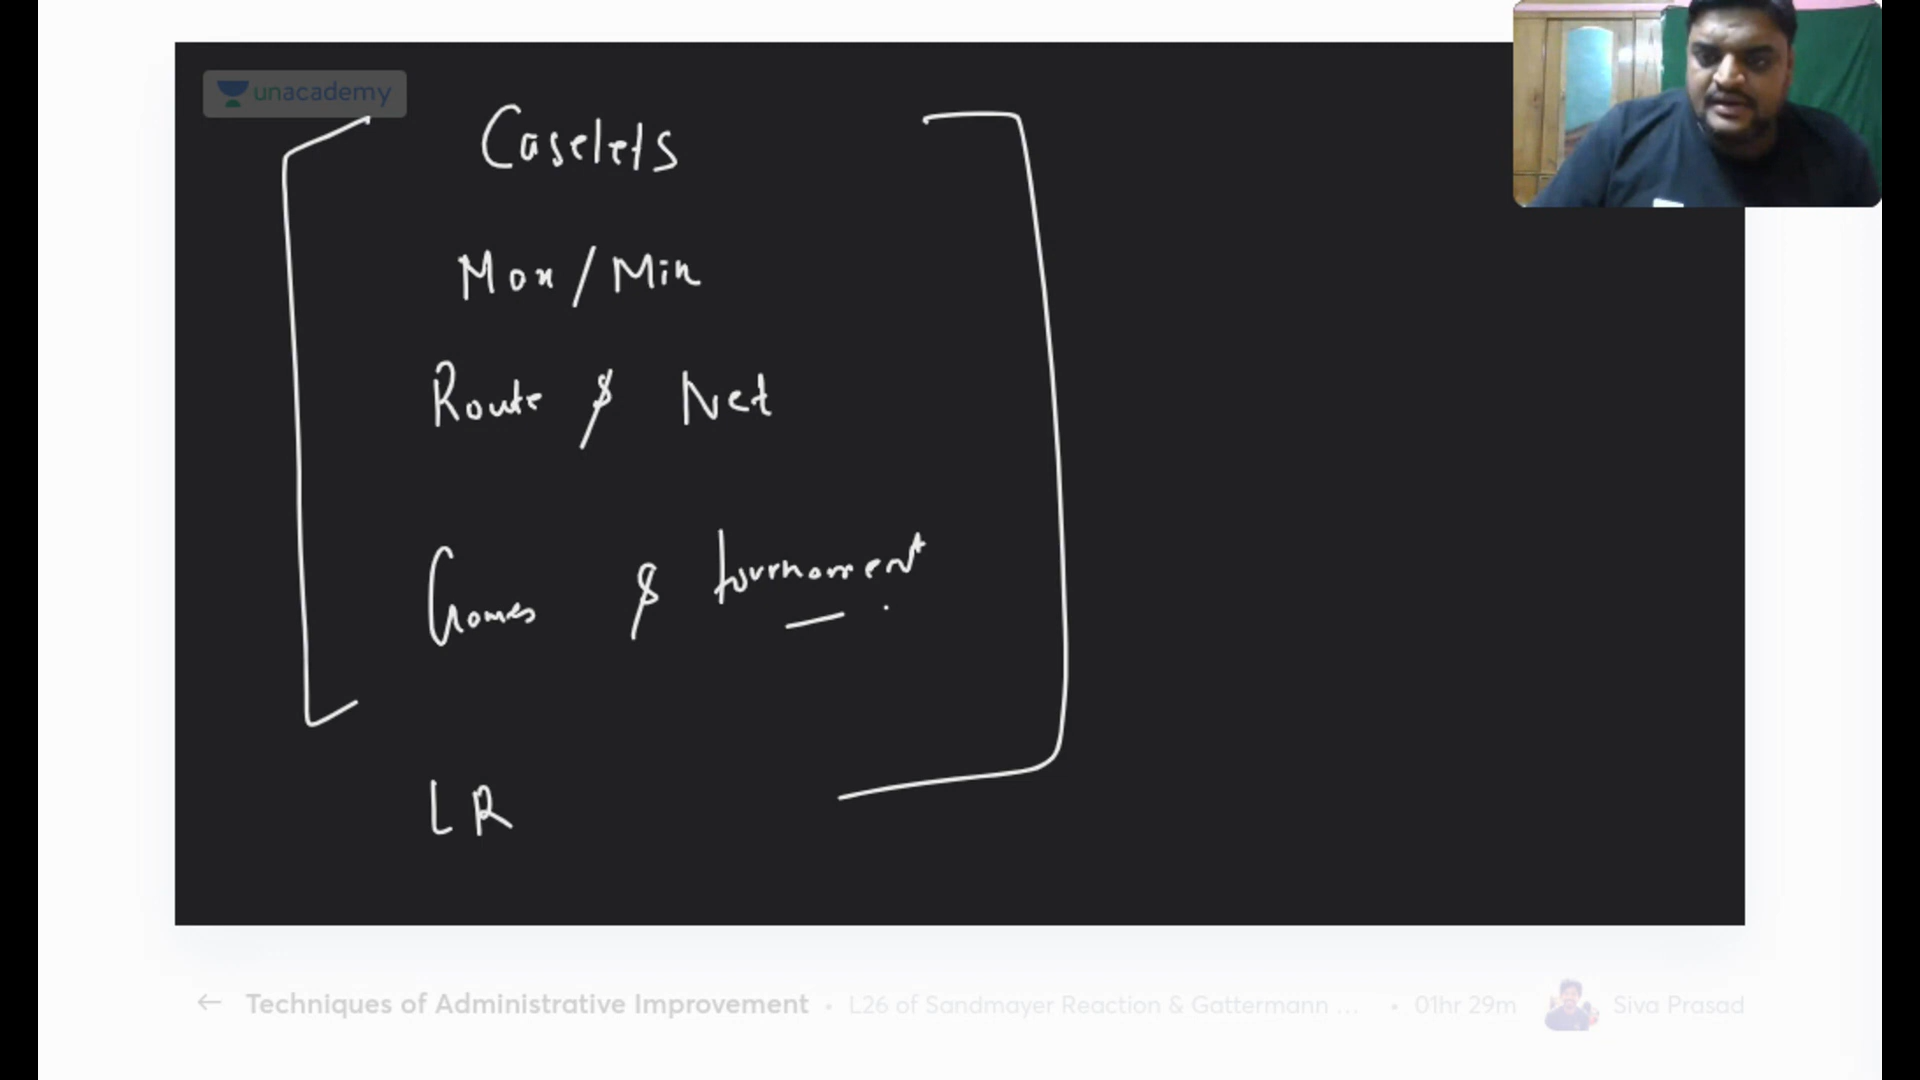 unacademy
Caselets
Max/Min
Route & Net
Games & tournament
LR
← Techniques of Administrative Improvement • L26 of Sandmayer Reaction & Gattermann ... • 01hr 29m Siva Prasad